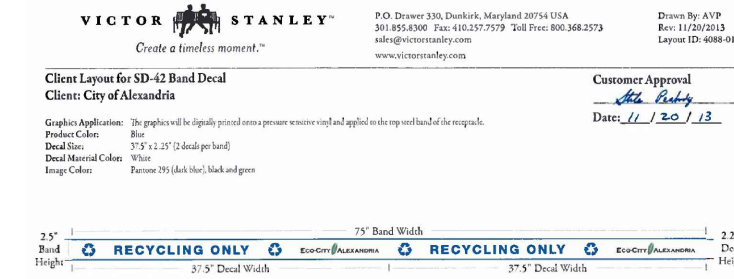 VICTOR STANLEY™
Create a timeless moment.™
P.O. Drawer 330, Dunkirk, Maryland 20754 USA
301.855.8300 Fax: 410.257.7579 Toll Free: 800.368.2573
sales@victorstanley.com
www.victorstanley.com
Drawn By: AVP
Rev: 11/20/2013
Layout ID: 4088-01
Client Layout for SD-42 Band Decal
Client: City of Alexandria
Customer Approval
Date: 11 / 20 / 13
Graphics Application: The graphics will be digitally printed onto a pressure sensitive vinyl and applied to the top steel band of the receptacle.
Product Color: Blue
Decal Size: 37.5" x 2.25" (2 decals per band)
Decal Material Color: White
Image Color: Pantone 295 (dark blue), black and green
75" Band Width
2.5" Band Height
RECYCLING ONLY ECO-CITY ALEXANDRIA RECYCLING ONLY ECO-CITY ALEXANDRIA
2.2
De
Hei
37.5" Decal Width 37.5" Decal Width